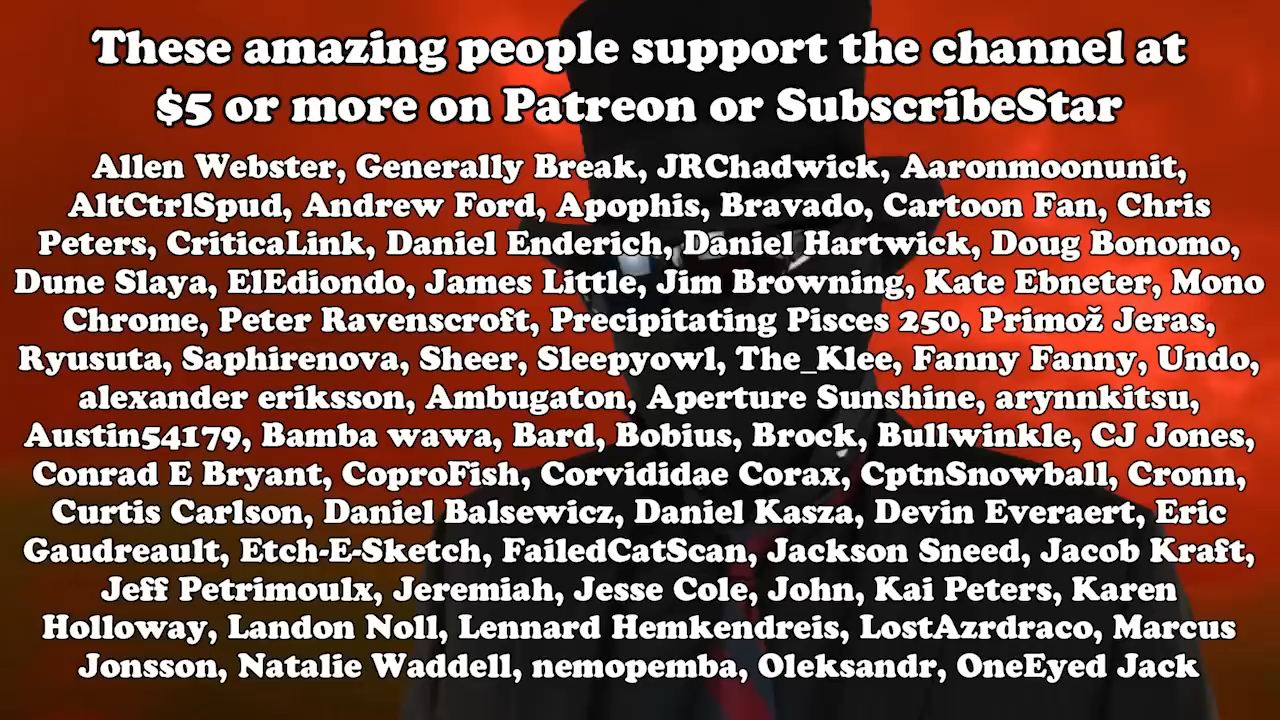 These amazing people support the channel at
$5 or more on Patreon or SubscribeStar
Allen Webster, Generally Break, JRChadwick, Aaronmoonunit,
AltCtrlSpud, Andrew Ford, Apophis, Bravado, Cartoon Fan, Chris
Peters, CriticaLink, Daniel Enderich, Daniel Hartwick, Doug Bonomo,
Dune Slaya, ElEdiondo, James Little, Jim Browning, Kate Ebneter, Mono
Chrome, Peter Ravenscroft, Precipitating Pisces 250, Primož Jeras,
Ryusuta, Saphirenova, Sheer, Sleepyowl, The_Klee, Fanny Fanny, Undo,
alexander eriksson, Ambugaton, Aperture Sunshine, arynnkitsu,
Austin54179, Bamba wawa, Bard, Bobius, Brock, Bullwinkle, CJ Jones,
Conrad E Bryant, CoproFish, Corvididae Corax, CptnSnowball, Cronn,
Curtis Carlson, Daniel Balsewicz, Daniel Kasza, Devin Everaert, Eric
Gaudreault, Etch-E-Sketch, FailedCatScan, Jackson Sneed, Jacob Kraft,
Jeff Petrimoulx, Jeremiah, Jesse Cole, John, Kai Peters, Karen
Holloway, Landon Noll, Lennard Hemkendreis, LostAzrdraco, Marcus
Jonsson, Natalie Waddell, nemopemba, Oleksandr, OneEyed Jack